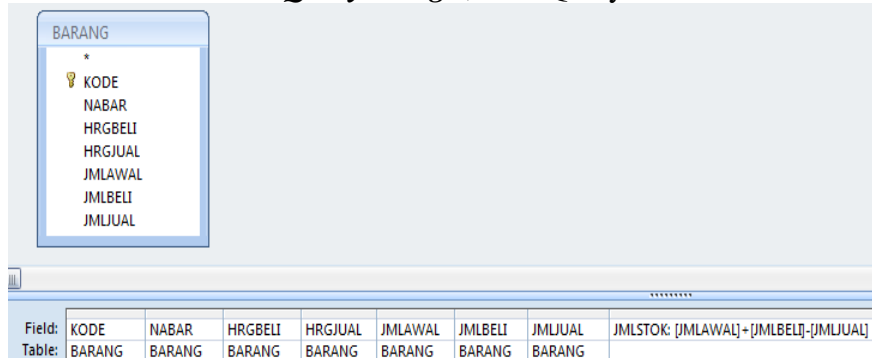 BARANG
*
KODE
NABAR
HRGBELI
HRGJUAL
JMLAWAL
JMLBELI
JMLJUAL
Field: KODE NABAR HRGBELI HRGJUAL JMLAWAL JMLBELI JMLJUAL JMLSTOK: [JMLAWAL]+[JMLBELI]-[JMLJUAL]
Table: BARANG BARANG BARANG BARANG BARANG BARANG BARANG